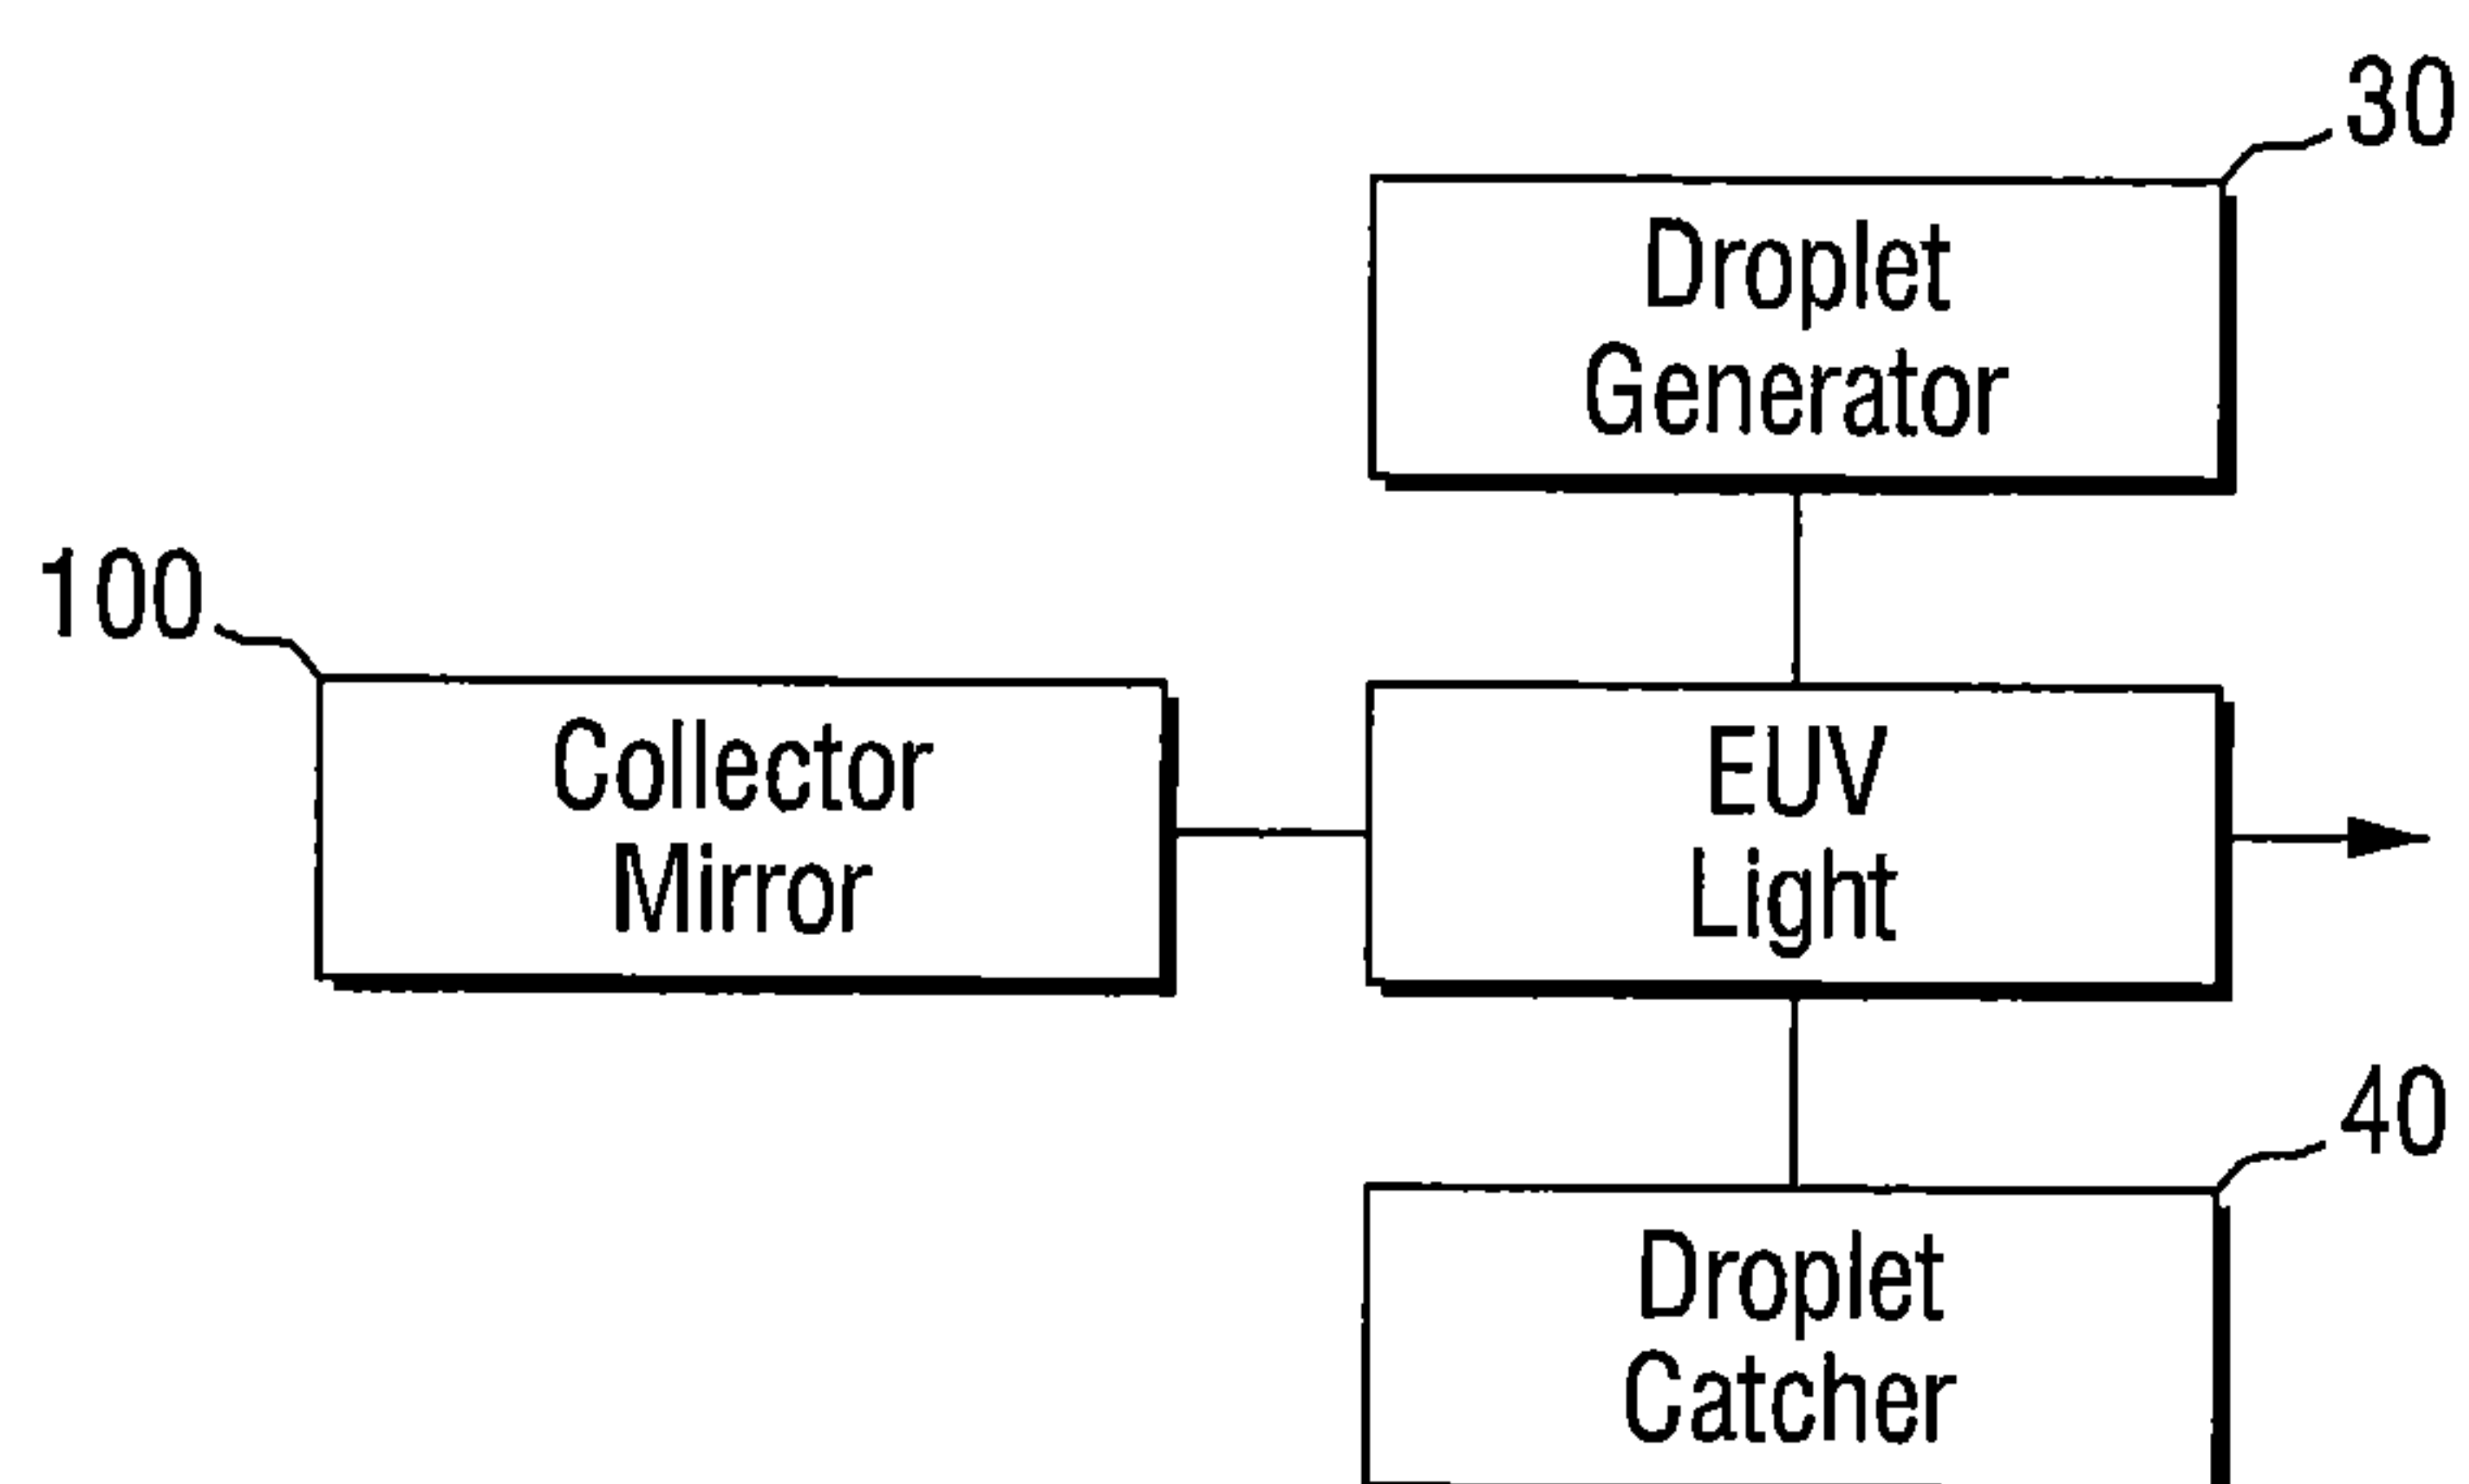 30
Droplet
Generator
100
Collector
Mirror
EUV
Light
40
Droplet
Catcher